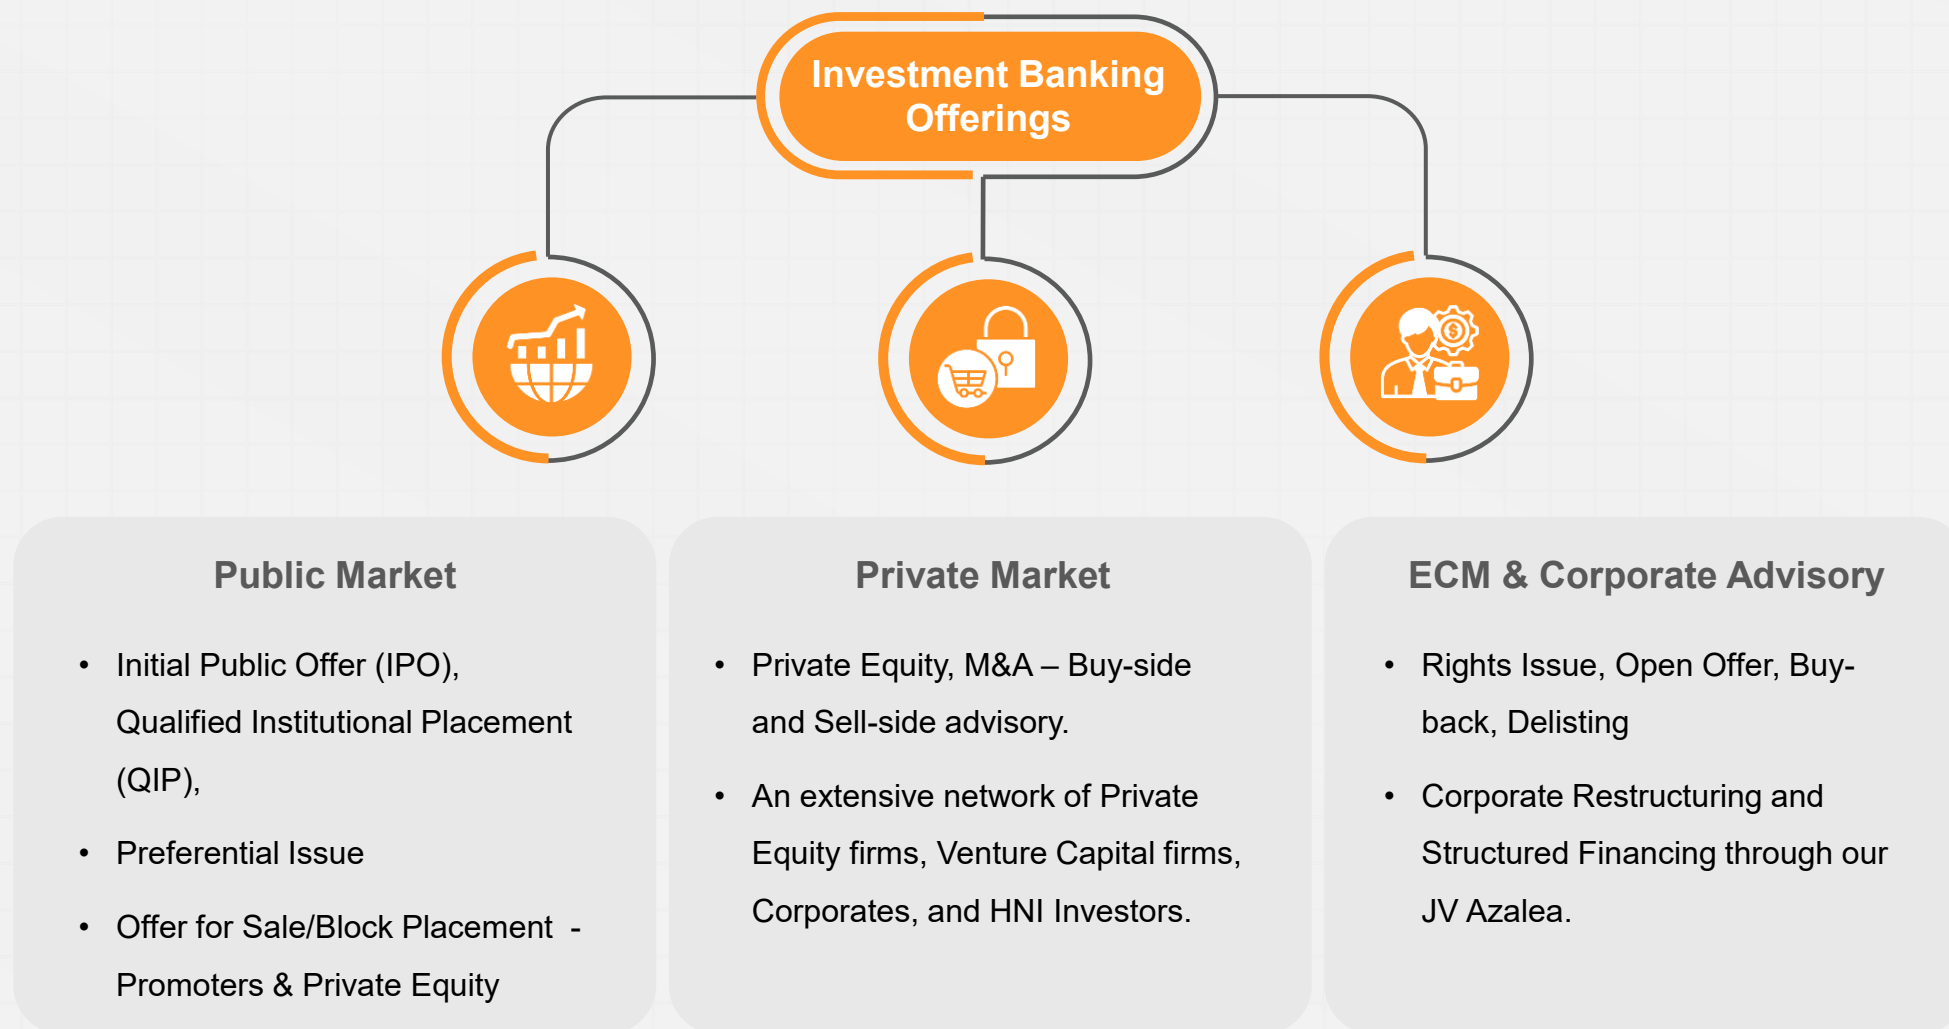 Investment Banking
Offerings
Public Market
• Initial Public Offer (IPO),
Qualified Institutional Placement
(QIP),
• Preferential Issue
• Offer for Sale/Block Placement  -
Promoters & Private Equity
Private Market
• Private Equity, M&A – Buy-side
and Sell-side advisory.
• An extensive network of Private
Equity firms, Venture Capital firms,
Corporates, and HNI Investors.
ECM & Corporate Advisory
• Rights Issue, Open Offer, Buy-
back, Delisting
• Corporate Restructuring and
Structured Financing through our
JV Azalea.